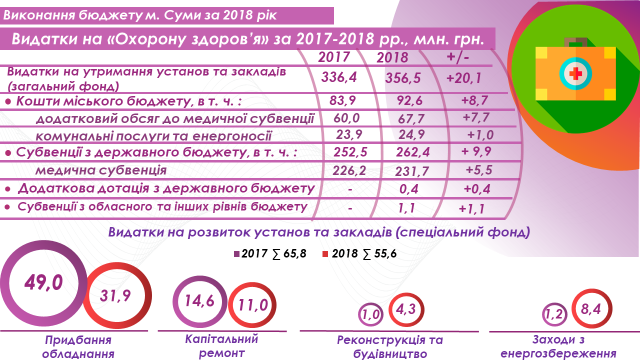 Виконання бюджету м. Суми за 2018 рік
Видатки на «Охорону здоров’я» за 2017-2018 рр., млн. грн.
2017 2018 +/-
Видатки на утримання установ та закладів
(загальний фонд) 336,4 356,5 +20,1
● Кошти міського бюджету, в т. ч. : 83,9 92,6 +8,7
додатковий обсяг до медичної субвенції 60,0 67,7 +7,7
комунальні послуги та енергоносії 23,9 24,9 +1,0
● Субвенції з державного бюджету, в т. ч. : 252,5 262,4 + 9,9
медична субвенція 226,2 231,7 +5,5
● Додаткова дотація з державного бюджету - 0,4 +0,4
● Субвенції з обласного та інших рівнів бюджету - 1,1 +1,1
Видатки на розвиток установ та закладів (спеціальний фонд)
2017 ∑ 65,8 2018 ∑ 55,6
49,0 31,9 14,6 11,0 1,0 4,3 1,2 8,4
Придбання
обладнання
Капітальний
ремонт
Реконструкція та
будівництво
Заходи з
енергозбереження